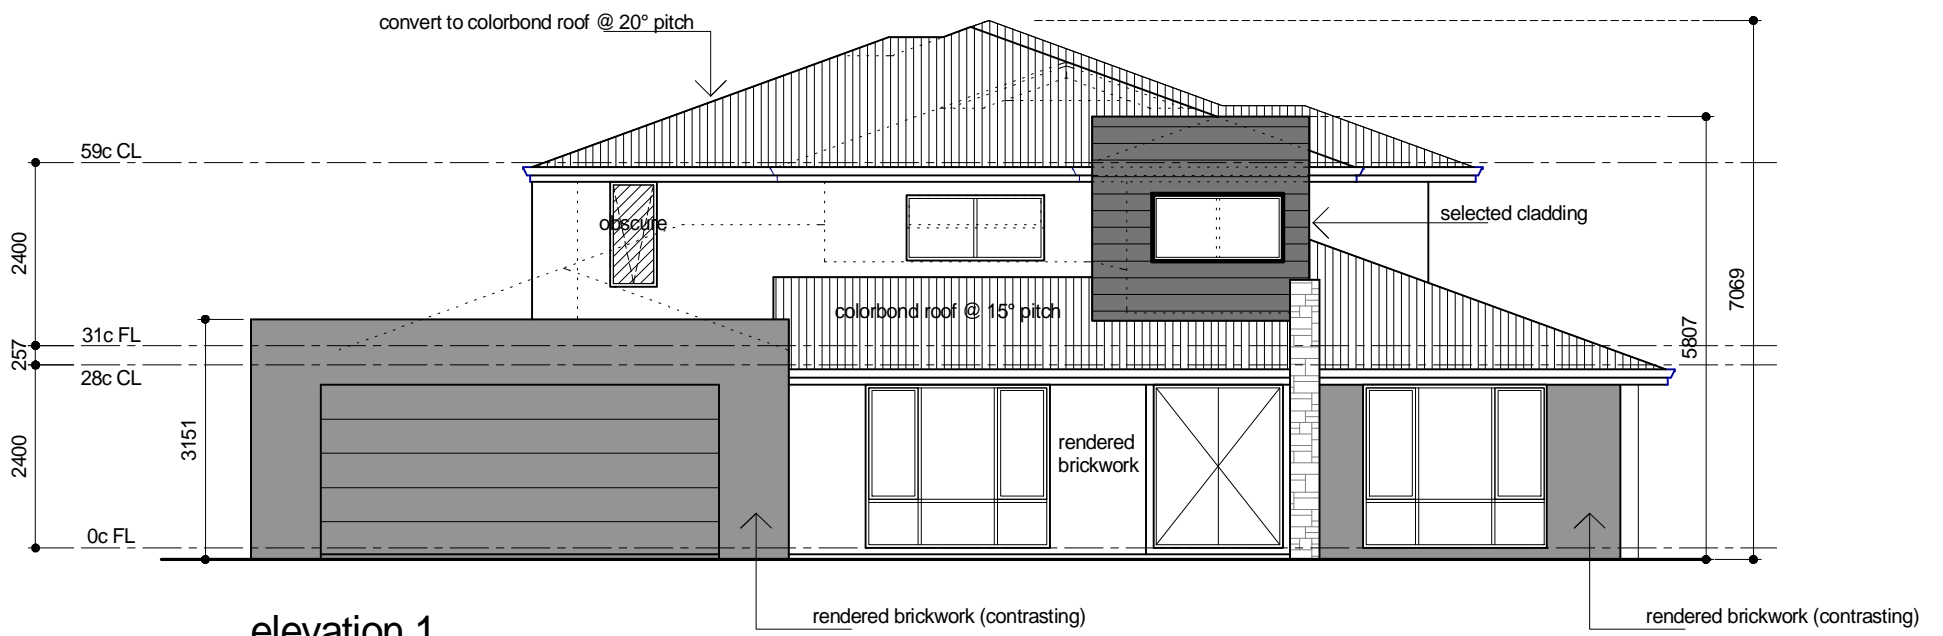 convert to colorbond roof @ 20° pitch
59c CL
obscure
selected cladding
2400
7069
colorbond roof @ 15° pitch
5807
31c FL
257
28c CL
3151
2400
rendered
brickwork
0c FL
rendered brickwork (contrasting)
rendered brickwork (contrasting)
elevation 1